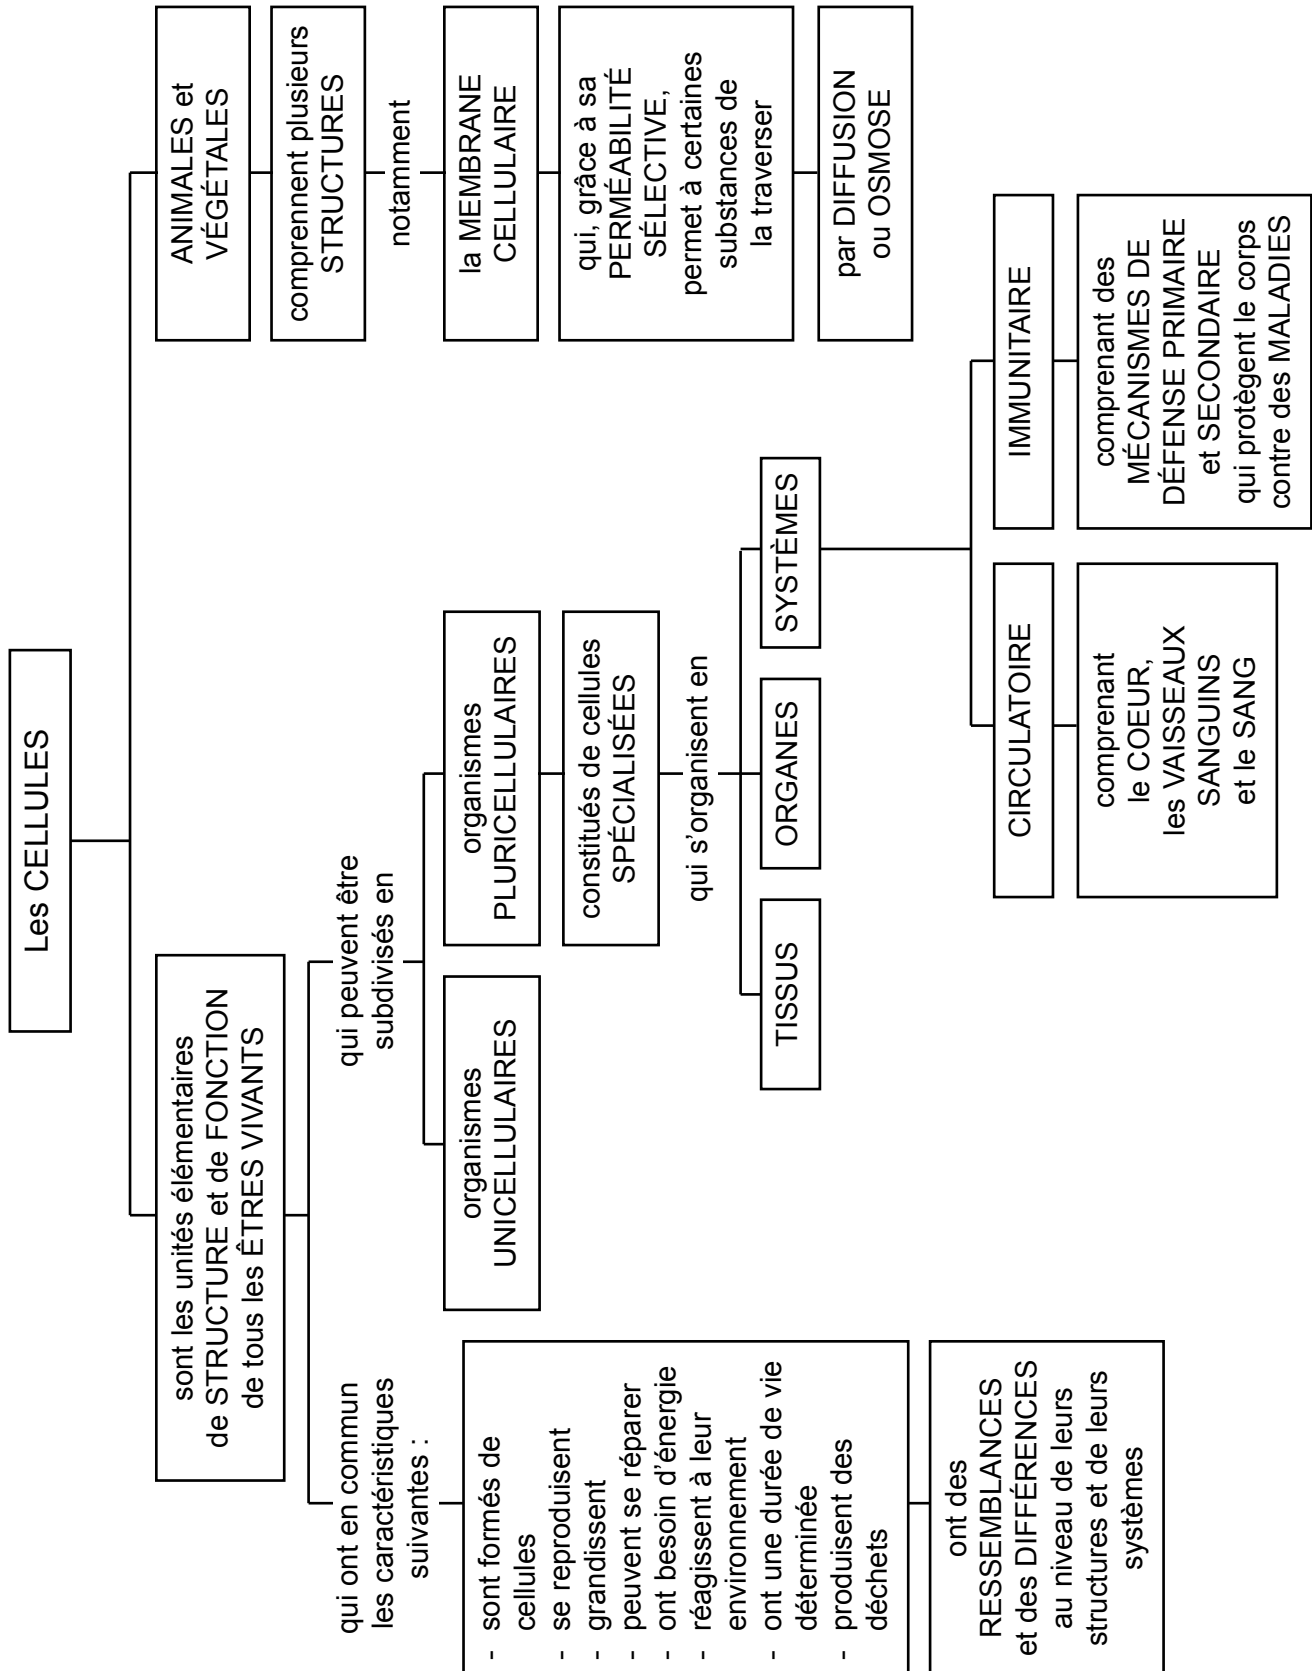 Les CELLULES
sont les unités élémentaires
de STRUCTURE et de FONCTION
de tous les ÊTRES VIVANTS
qui ont en commun
les caractéristiques
suivantes :
- sont formés de
cellules
- se reproduisent
- grandissent
- peuvent se réparer
- ont besoin d’énergie
- réagissent à leur
environnement
- ont une durée de vie
déterminée
- produisent des
déchets
ont des
RESSEMBLANCES
et des DIFFÉRENCES
au niveau de leurs
structures et de leurs
systèmes
qui peuvent être
subdivisés en
organismes
UNICELLULAIRES
organismes
PLURICELLULAIRES
constitués de cellules
SPÉCIALISÉES
qui s’organisent en
TISSUS
ORGANES
SYSTÈMES
CIRCULATOIRE
comprenant
le COEUR,
les VAISSEAUX
SANGUINS
et le SANG
IMMUNITAIRE
comprenant des
MÉCANISMES DE
DÉFENSE PRIMAIRE
et SECONDAIRE
qui protègent le corps
contre des MALADIES
ANIMALES et
VÉGÉTALES
comprennent plusieurs
STRUCTURES
notamment
la MEMBRANE
CELLULAIRE
qui, grâce à sa
PERMÉABILITÉ
SÉLECTIVE,
permet à certaines
substances de
la traverser
par DIFFUSION
ou OSMOSE